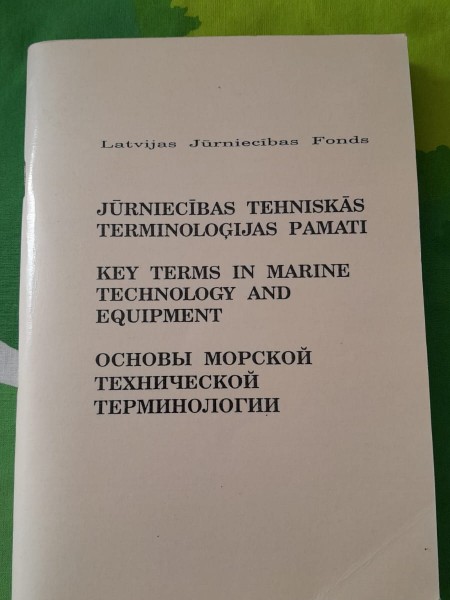 Latvijas Jūrniecības Fonds
JŪRNIECĪBAS TEHNISKĀS
TERMINOLOĢIJAS PAMATI
KEY TERMS IN MARINE
TECHNOLOGY AND
EQUIPMENT
ОСНОВЫ МОРСКОЙ
ТЕХНИЧЕСКОЙ
ТЕРМИНОЛОГИИ